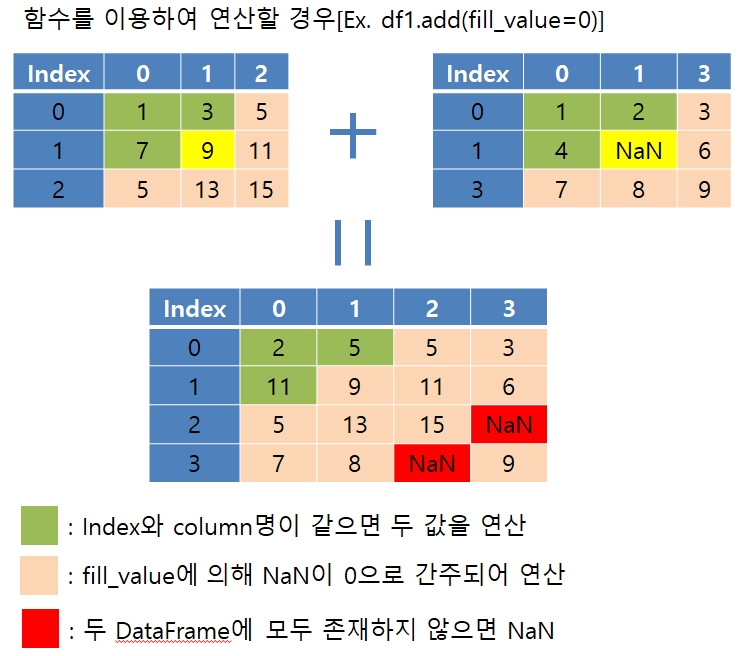 함수를 이용하여 연산할 경우[Ex. df1.add(fill_value=0)]
Index 0 1 2
0 1 3 5
1 7 9 11
2 5 13 15
+
Index 0 1 3
0 1 2 3
1 4 NaN 6
3 7 8 9
=
Index 0 1 2 3
0 2 5 5 3
1 11 9 11 6
2 5 13 15 NaN
3 7 8 NaN 9
: Index와 column명이 같으면 두 값을 연산
: fill_value에 의해 NaN이 0으로 간주되어 연산
: 두 DataFrame에 모두 존재하지 않으면 NaN